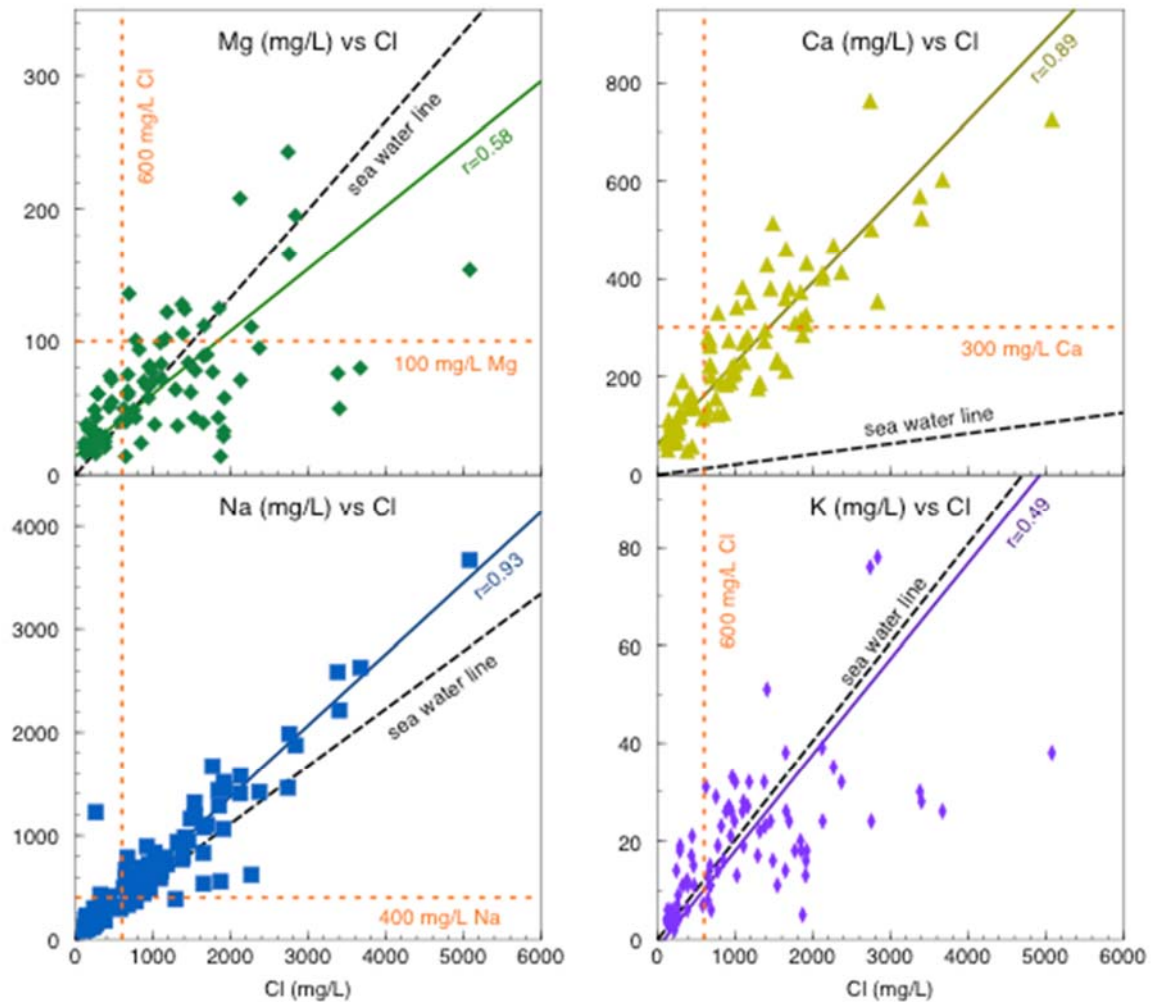 Mg (mg/L) vs Cl
600 mg/L Cl
sea water line
r=0.58
100 mg/L Mg
300
200
100
0
Ca (mg/L) vs Cl
r=0.89
300 mg/L Ca
sea water line
800
600
400
200
0
Na (mg/L) vs Cl
r=0.93
sea water line
400 mg/L Na
4000
3000
2000
1000
0
0 1000 2000 3000 4000 5000 6000
Cl (mg/L)
K (mg/L) vs Cl
600 mg/L Cl
sea water line
r=0.49
80
60
40
20
0
0 1000 2000 3000 4000 5000 6000
Cl (mg/L)